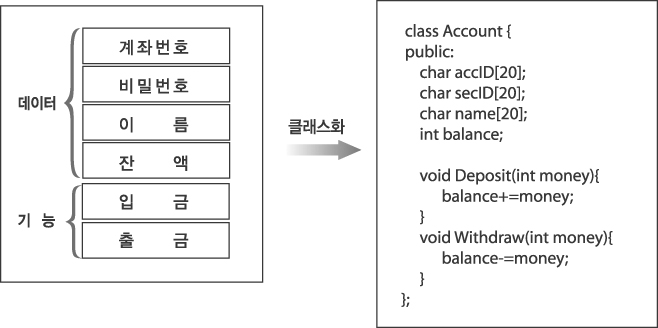 데이터
계좌번호
비밀번호
이 름
잔 액
기 능
입 금
출 금
클래스화
class Account {
public:
char accID[20];
char secID[20];
char name[20];
int balance;
void Deposit(int money){
balance+=money;
}
void Withdraw(int money){
balance-=money;
}
};